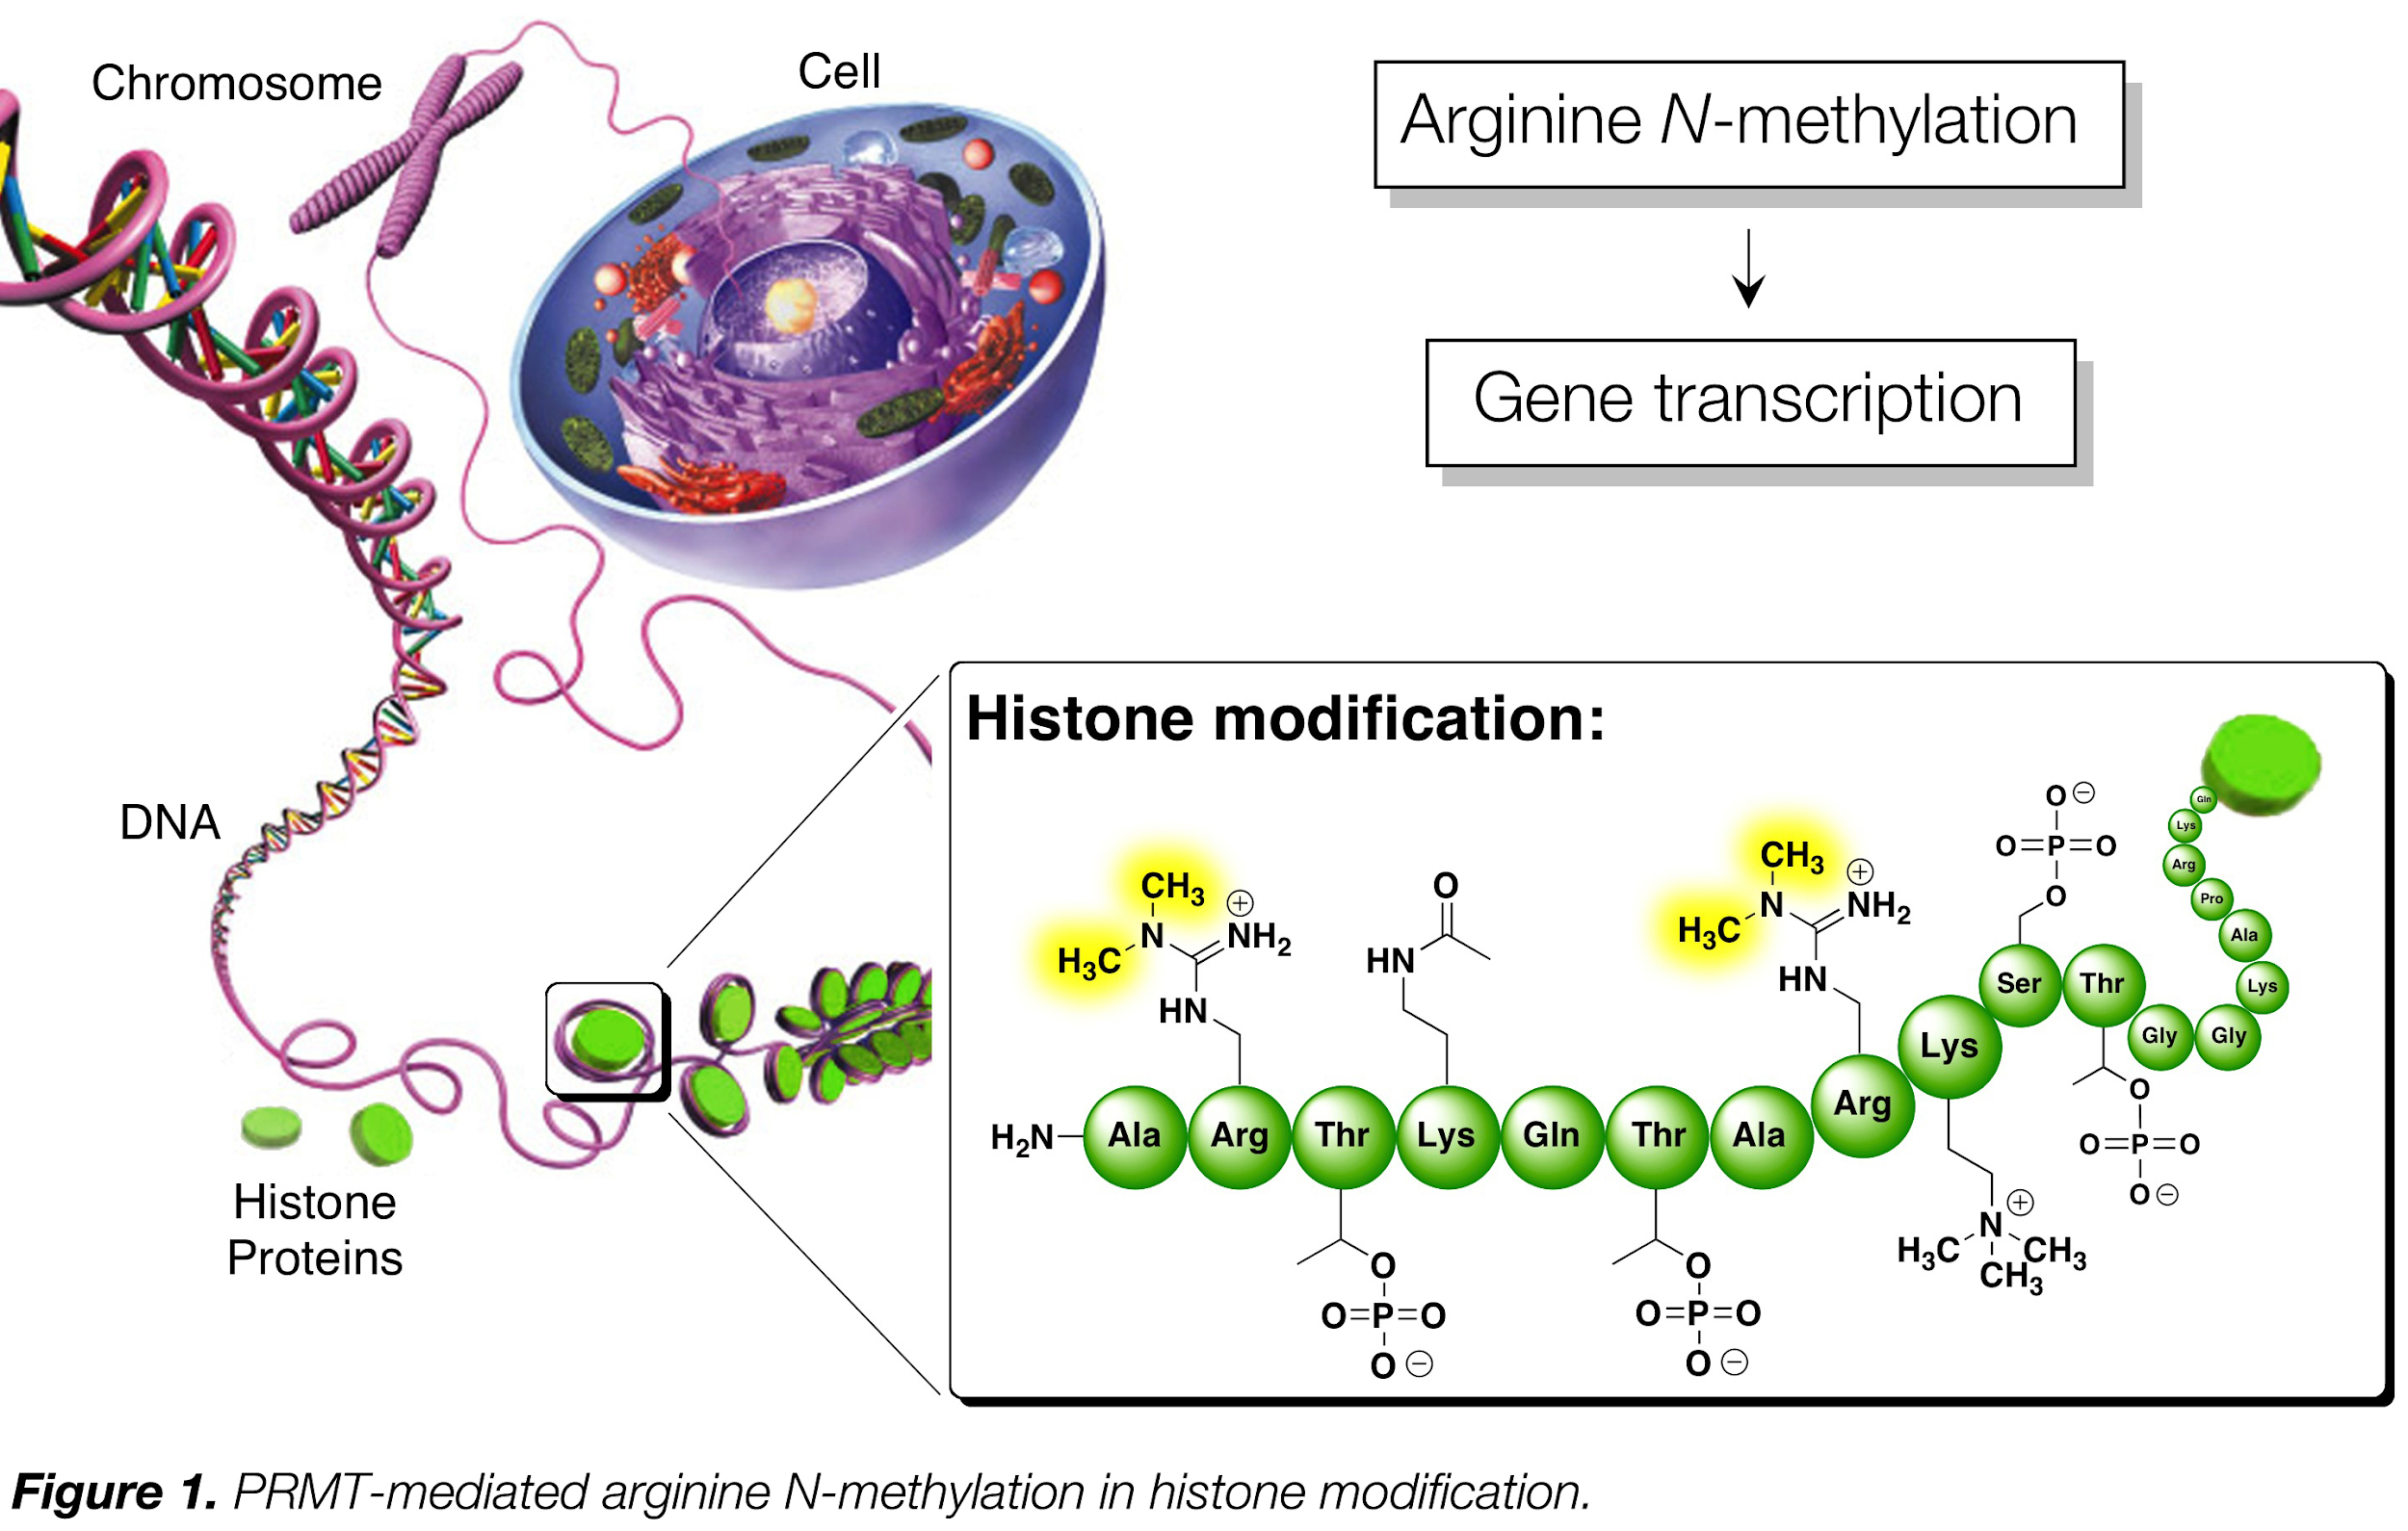 Chromosome
Cell
Arginine N-methylation
Gene transcription
DNA
Histone
Proteins
Histone modification:
CH3
H3C
N
NH2
HN
O
HN
CH3
H3C
N
NH2
HN
O
O=P=O
O
H2N
Ala
Arg
Thr
Lys
Gln
Thr
Ala
Arg
Lys
Ser
Thr
Gly
Gly
Lys
Ala
Pro
Arg
Lys
Gln
O
O=P=O
O
O
O=P=O
O
N
H3C
CH3
CH3
O
O=P=O
O
Figure 1. PRMT-mediated arginine N-methylation in histone modification.